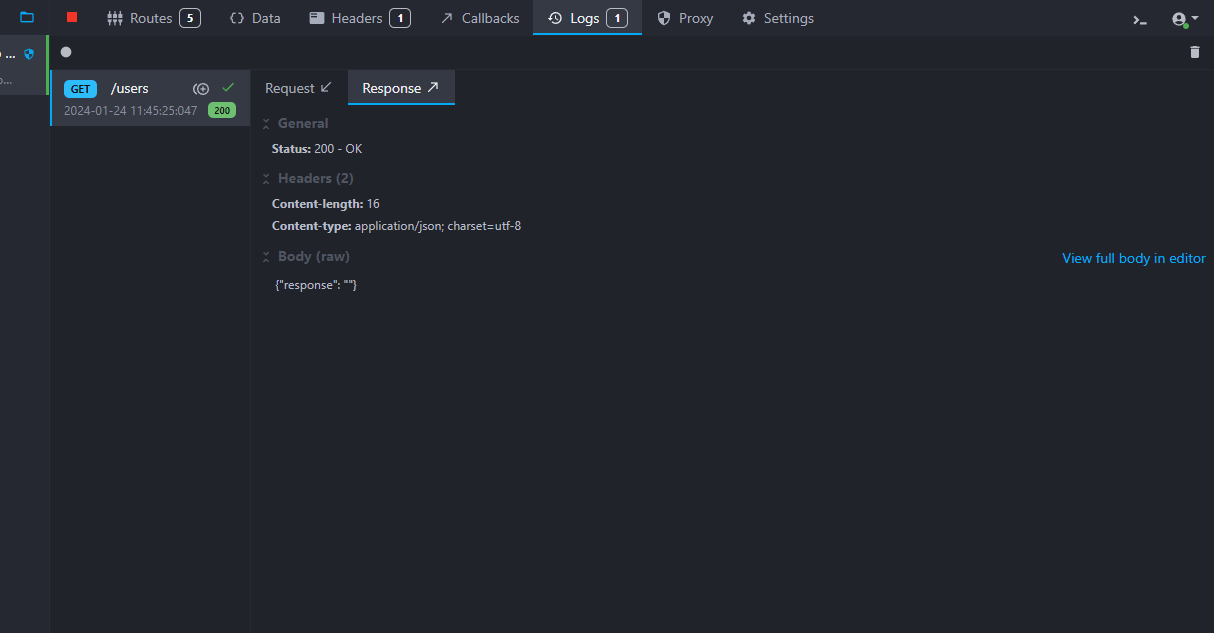 Routes 5 Data Headers 1 Callbacks Logs 1 Proxy Settings
GET /users
2024-01-24 11:45:25:047 200
Request Response
General
Status: 200 - OK
Headers (2)
Content-length: 16
Content-type: application/json; charset=utf-8
Body (raw)
View full body in editor
{"response": ""}